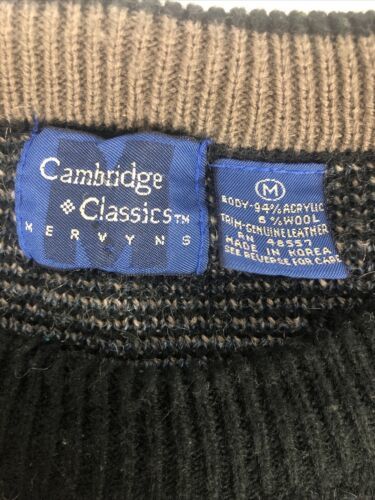 Cambridge
Classics™
MERVYNS
M
BODY-94% ACRYLIC
6% WOOL
TRIM-GENUINE LEATHER
RN 48557
MADE IN KOREA
SEE REVERSE FOR CARE